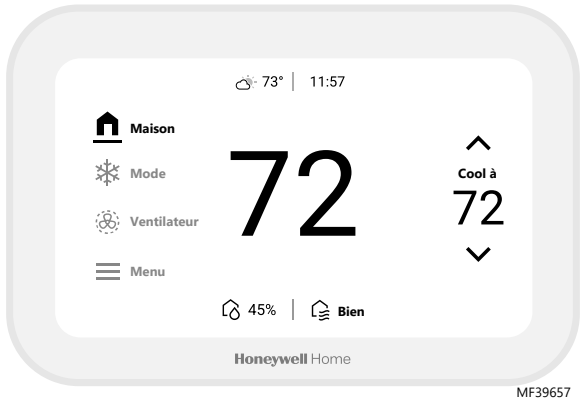 73° 11:57
Maison
Mode
Ventilateur
Menu
72
Cool à
72
45% Bien
Honeywell Home
MF39657